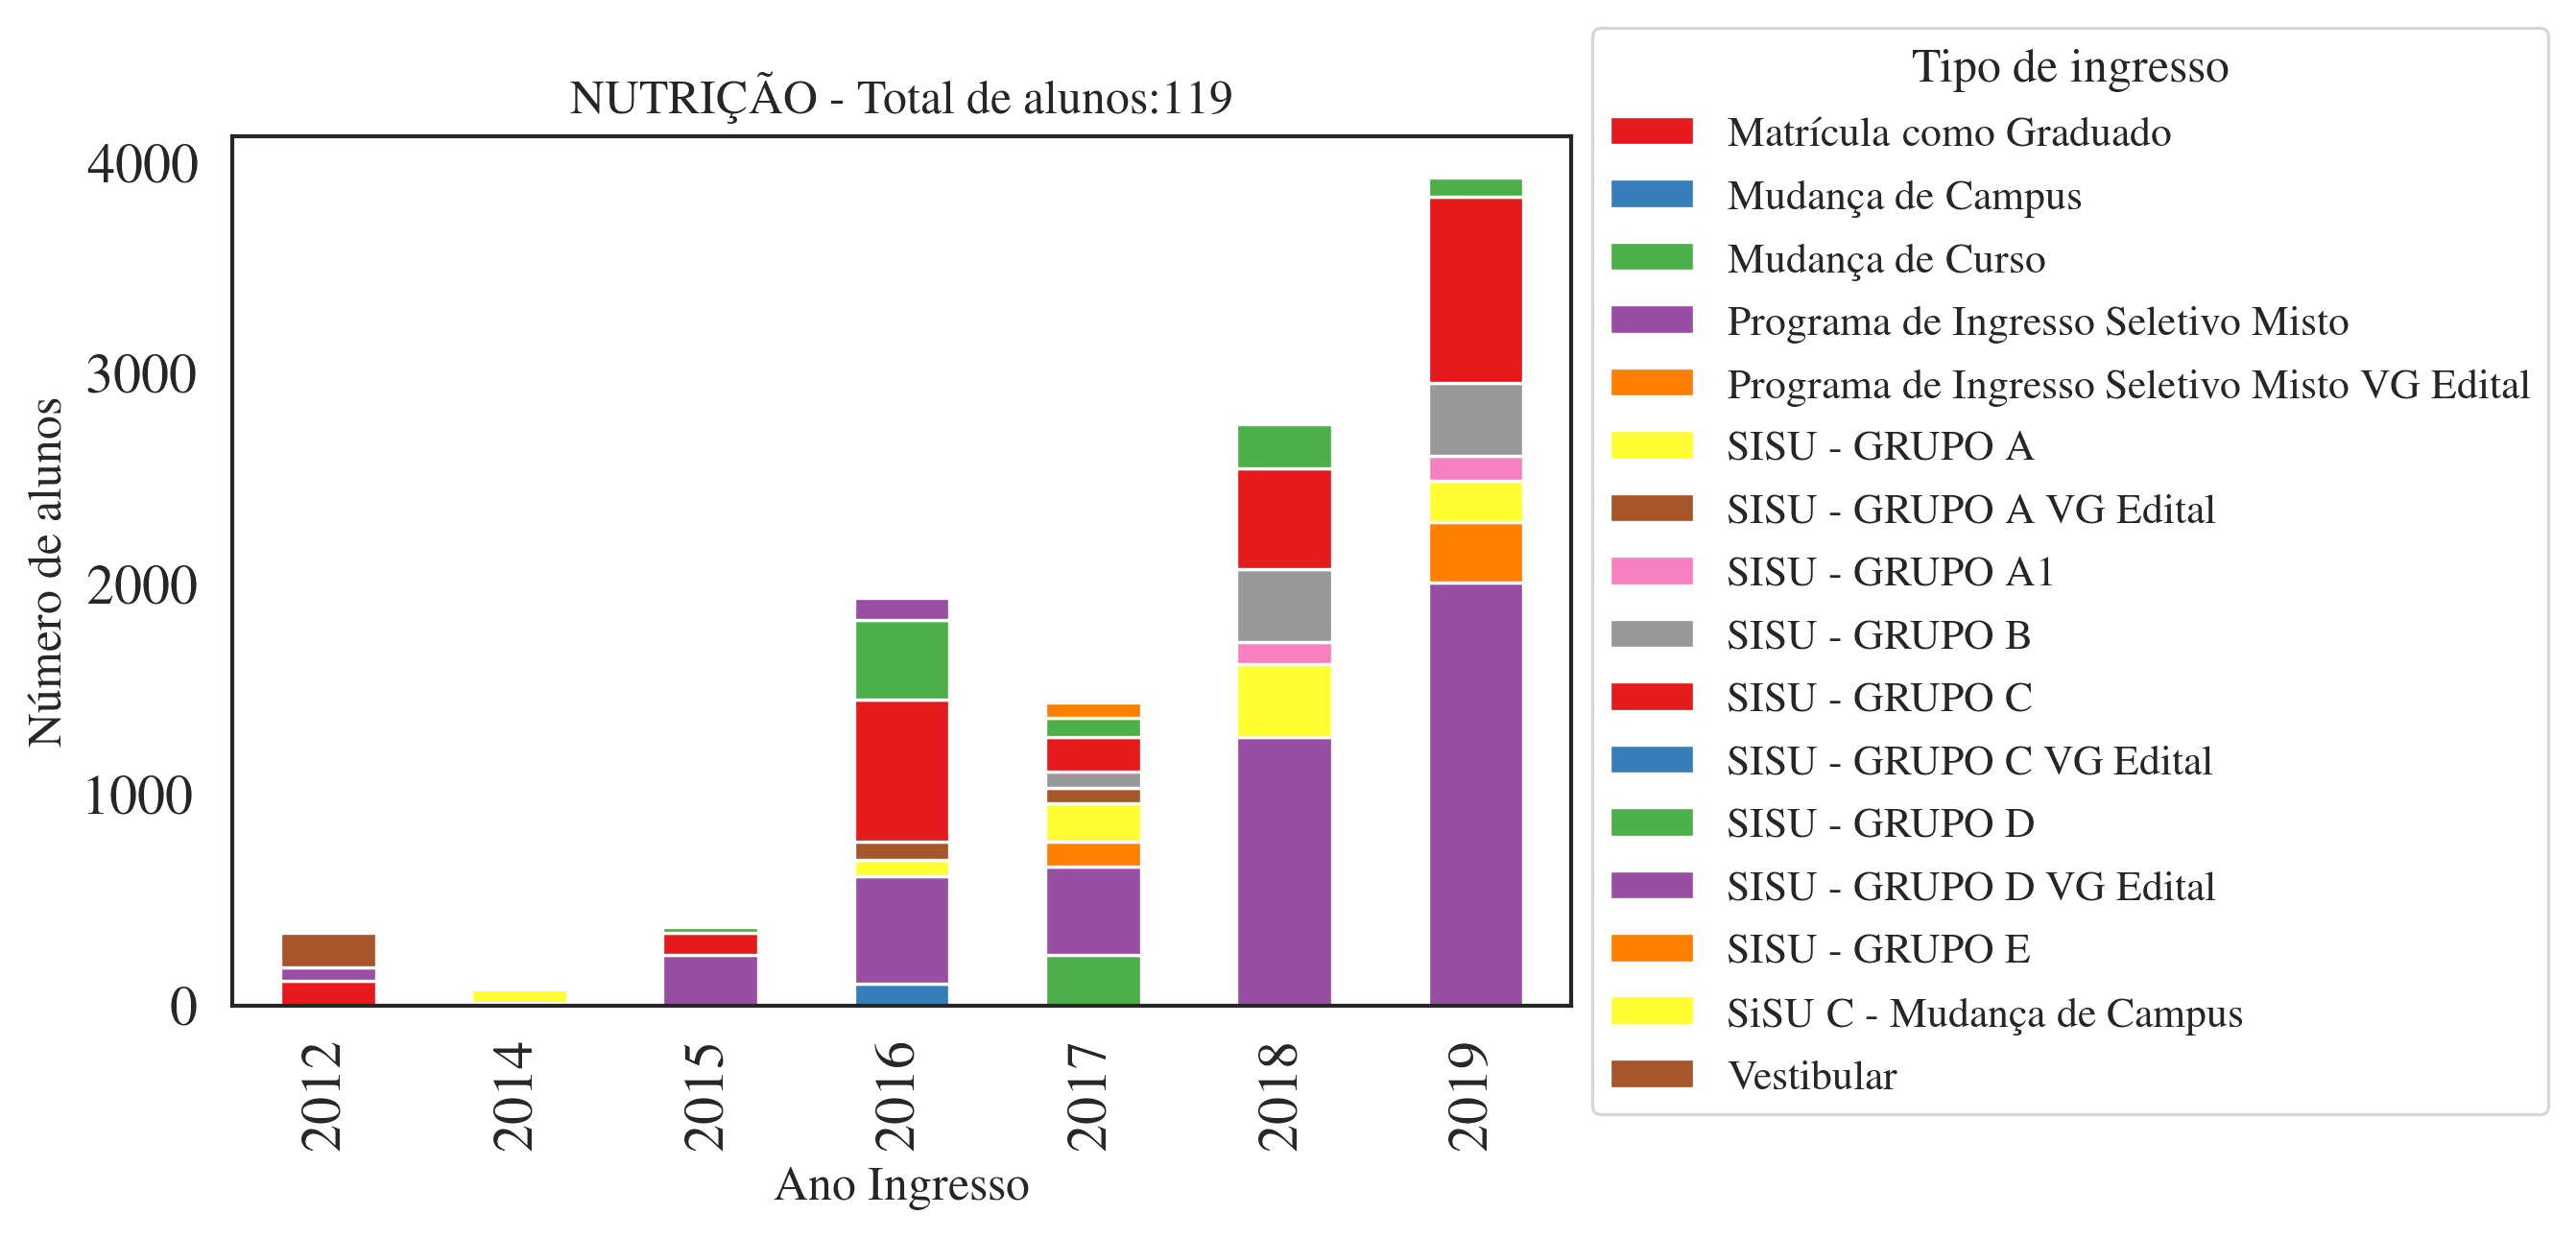 NUTRIÇÃO - Total de alunos:119
4000
3000
2000
1000
0
Número de alunos
2012
2014
2015
2016
2017
2018
2019
Ano Ingresso
Tipo de ingresso
Matrícula como Graduado
Mudança de Campus
Mudança de Curso
Programa de Ingresso Seletivo Misto
Programa de Ingresso Seletivo Misto VG Edital
SISU - GRUPO A
SISU - GRUPO A VG Edital
SISU - GRUPO A1
SISU - GRUPO B
SISU - GRUPO C
SISU - GRUPO C VG Edital
SISU - GRUPO D
SISU - GRUPO D VG Edital
SISU - GRUPO E
SiSU C - Mudança de Campus
Vestibular